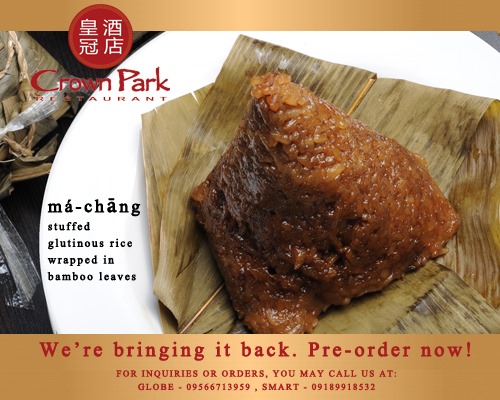 皇酒
冠店
Crown Park
RESTAURANT
má-chāng
stuffed
glutinous rice
wrapped in
bamboo leaves
We're bringing it back. Pre-order now!
FOR INQUIRIES OR ORDERS, YOU MAY CALL US AT:
GLOBE - 09566713959 , SMART - 09189918532